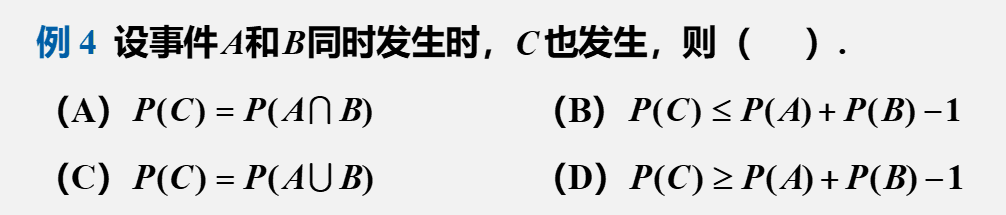 例 4 设事件A和B同时发生时，C也发生，则（　　）.
（A）P(C) = P(A⋂B)　　（B）P(C) ≤ P(A) + P(B) −1
（C）P(C) = P(A⋃B)　　（D）P(C) ≥ P(A) + P(B) −1